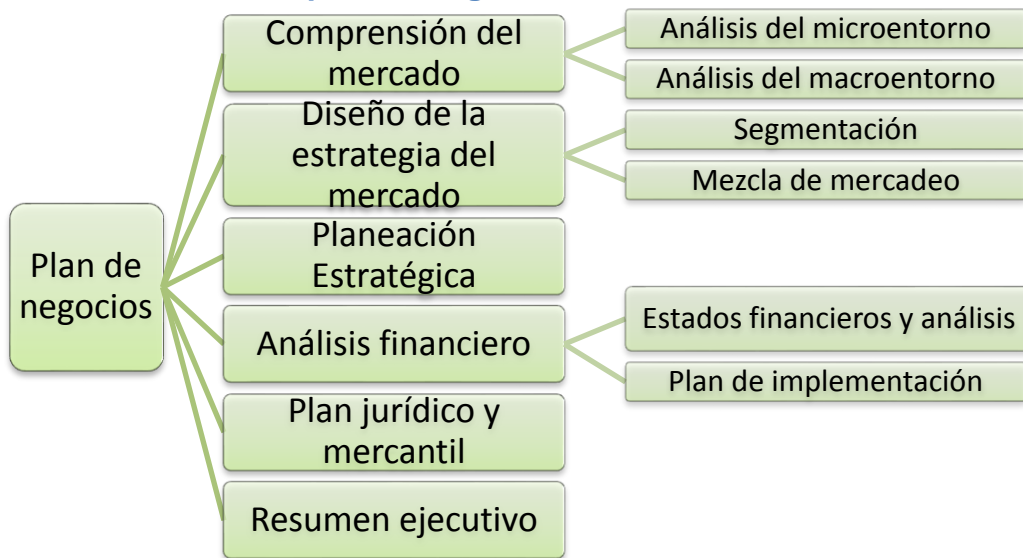 Comprensión del
mercado
Análisis del microentorno
Análisis del macroentorno
Diseño de la
estrategia del
mercado
Segmentación
Mezcla de mercadeo
Plan de
negocios
Planeación
Estratégica
Análisis financiero
Estados financieros y análisis
Plan de implementación
Plan jurídico y
mercantil
Resumen ejecutivo